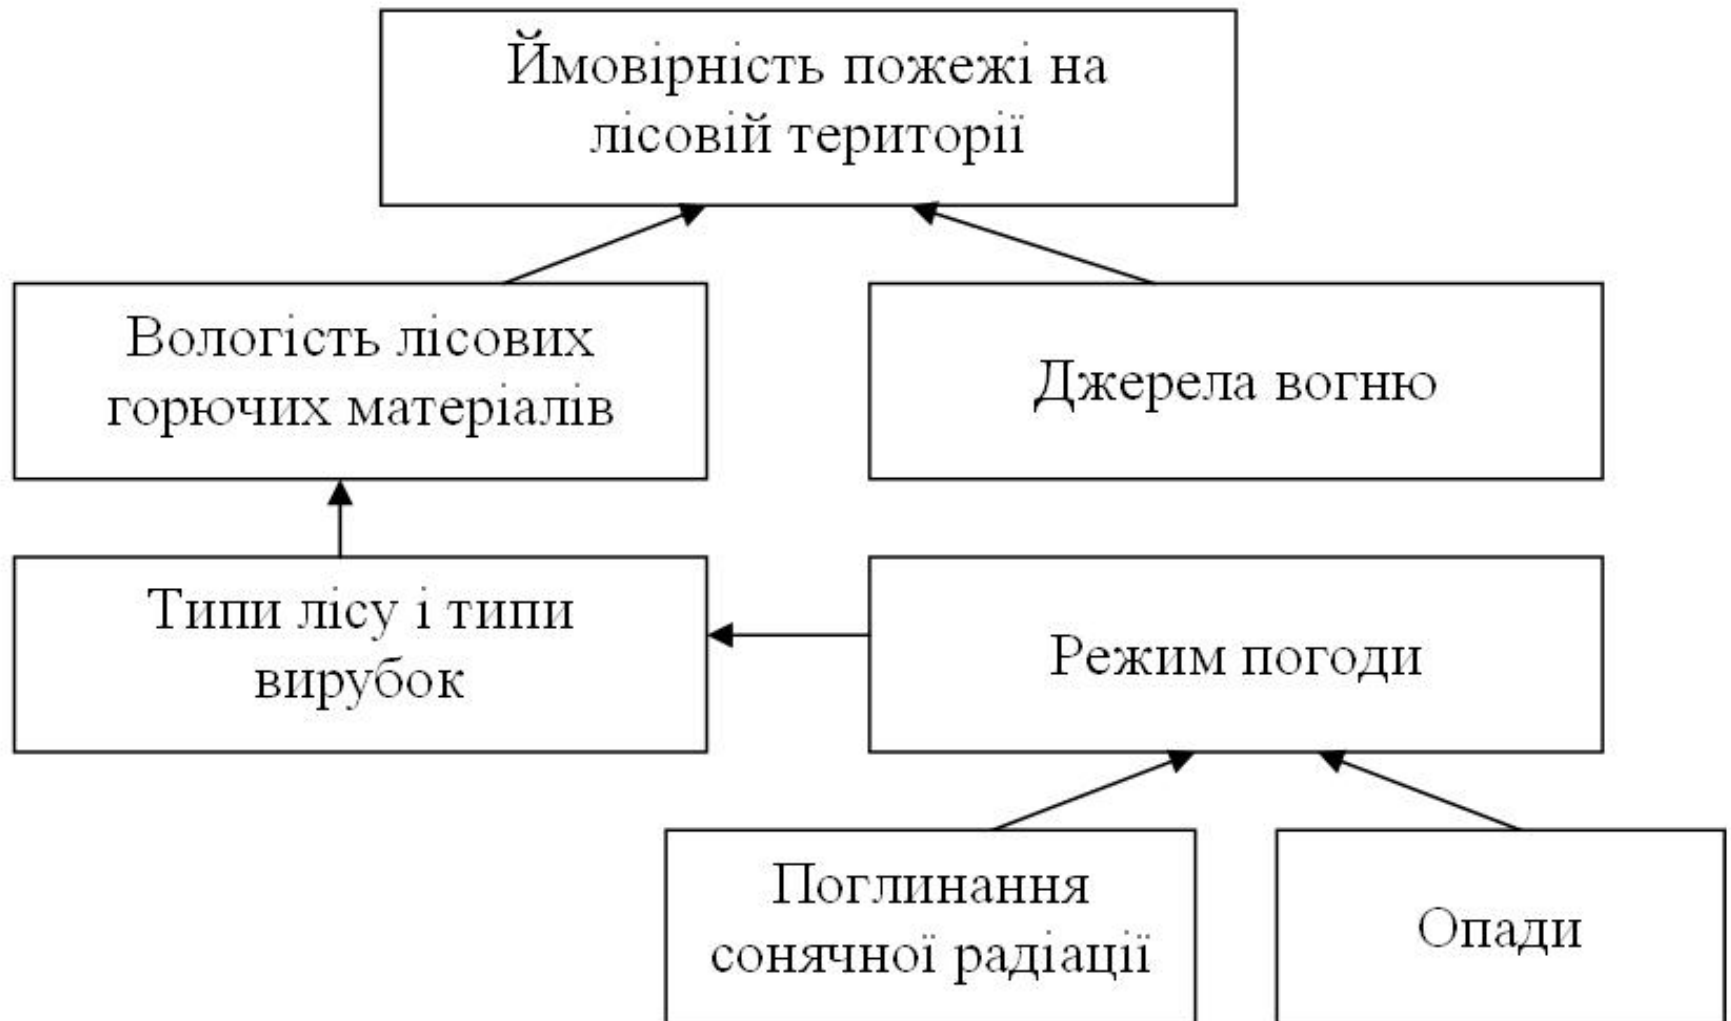 Ймовірність пожежі на
лісовій території
Вологість лісових
горючих матеріалів
Джерела вогню
Типи лісу і типи
вирубок
Режим погоди
Поглинання
сонячної радіації
Опади